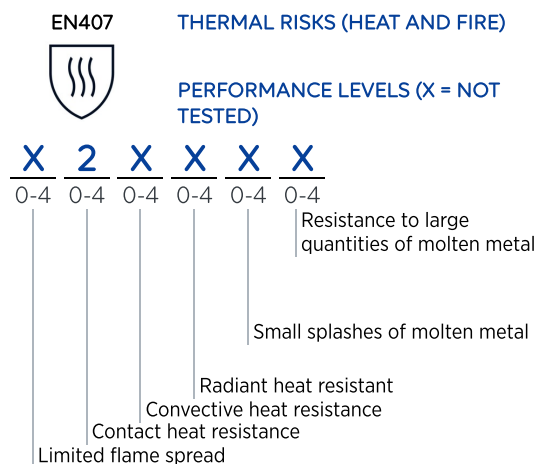 EN407
THERMAL RISKS (HEAT AND FIRE)
PERFORMANCE LEVELS (X = NOT
TESTED)
X 2 X X X X
0-4 0-4 0-4 0-4 0-4 0-4
Resistance to large
quantities of molten metal
Small splashes of molten metal
Radiant heat resistant
Convective heat resistance
Contact heat resistance
Limited flame spread